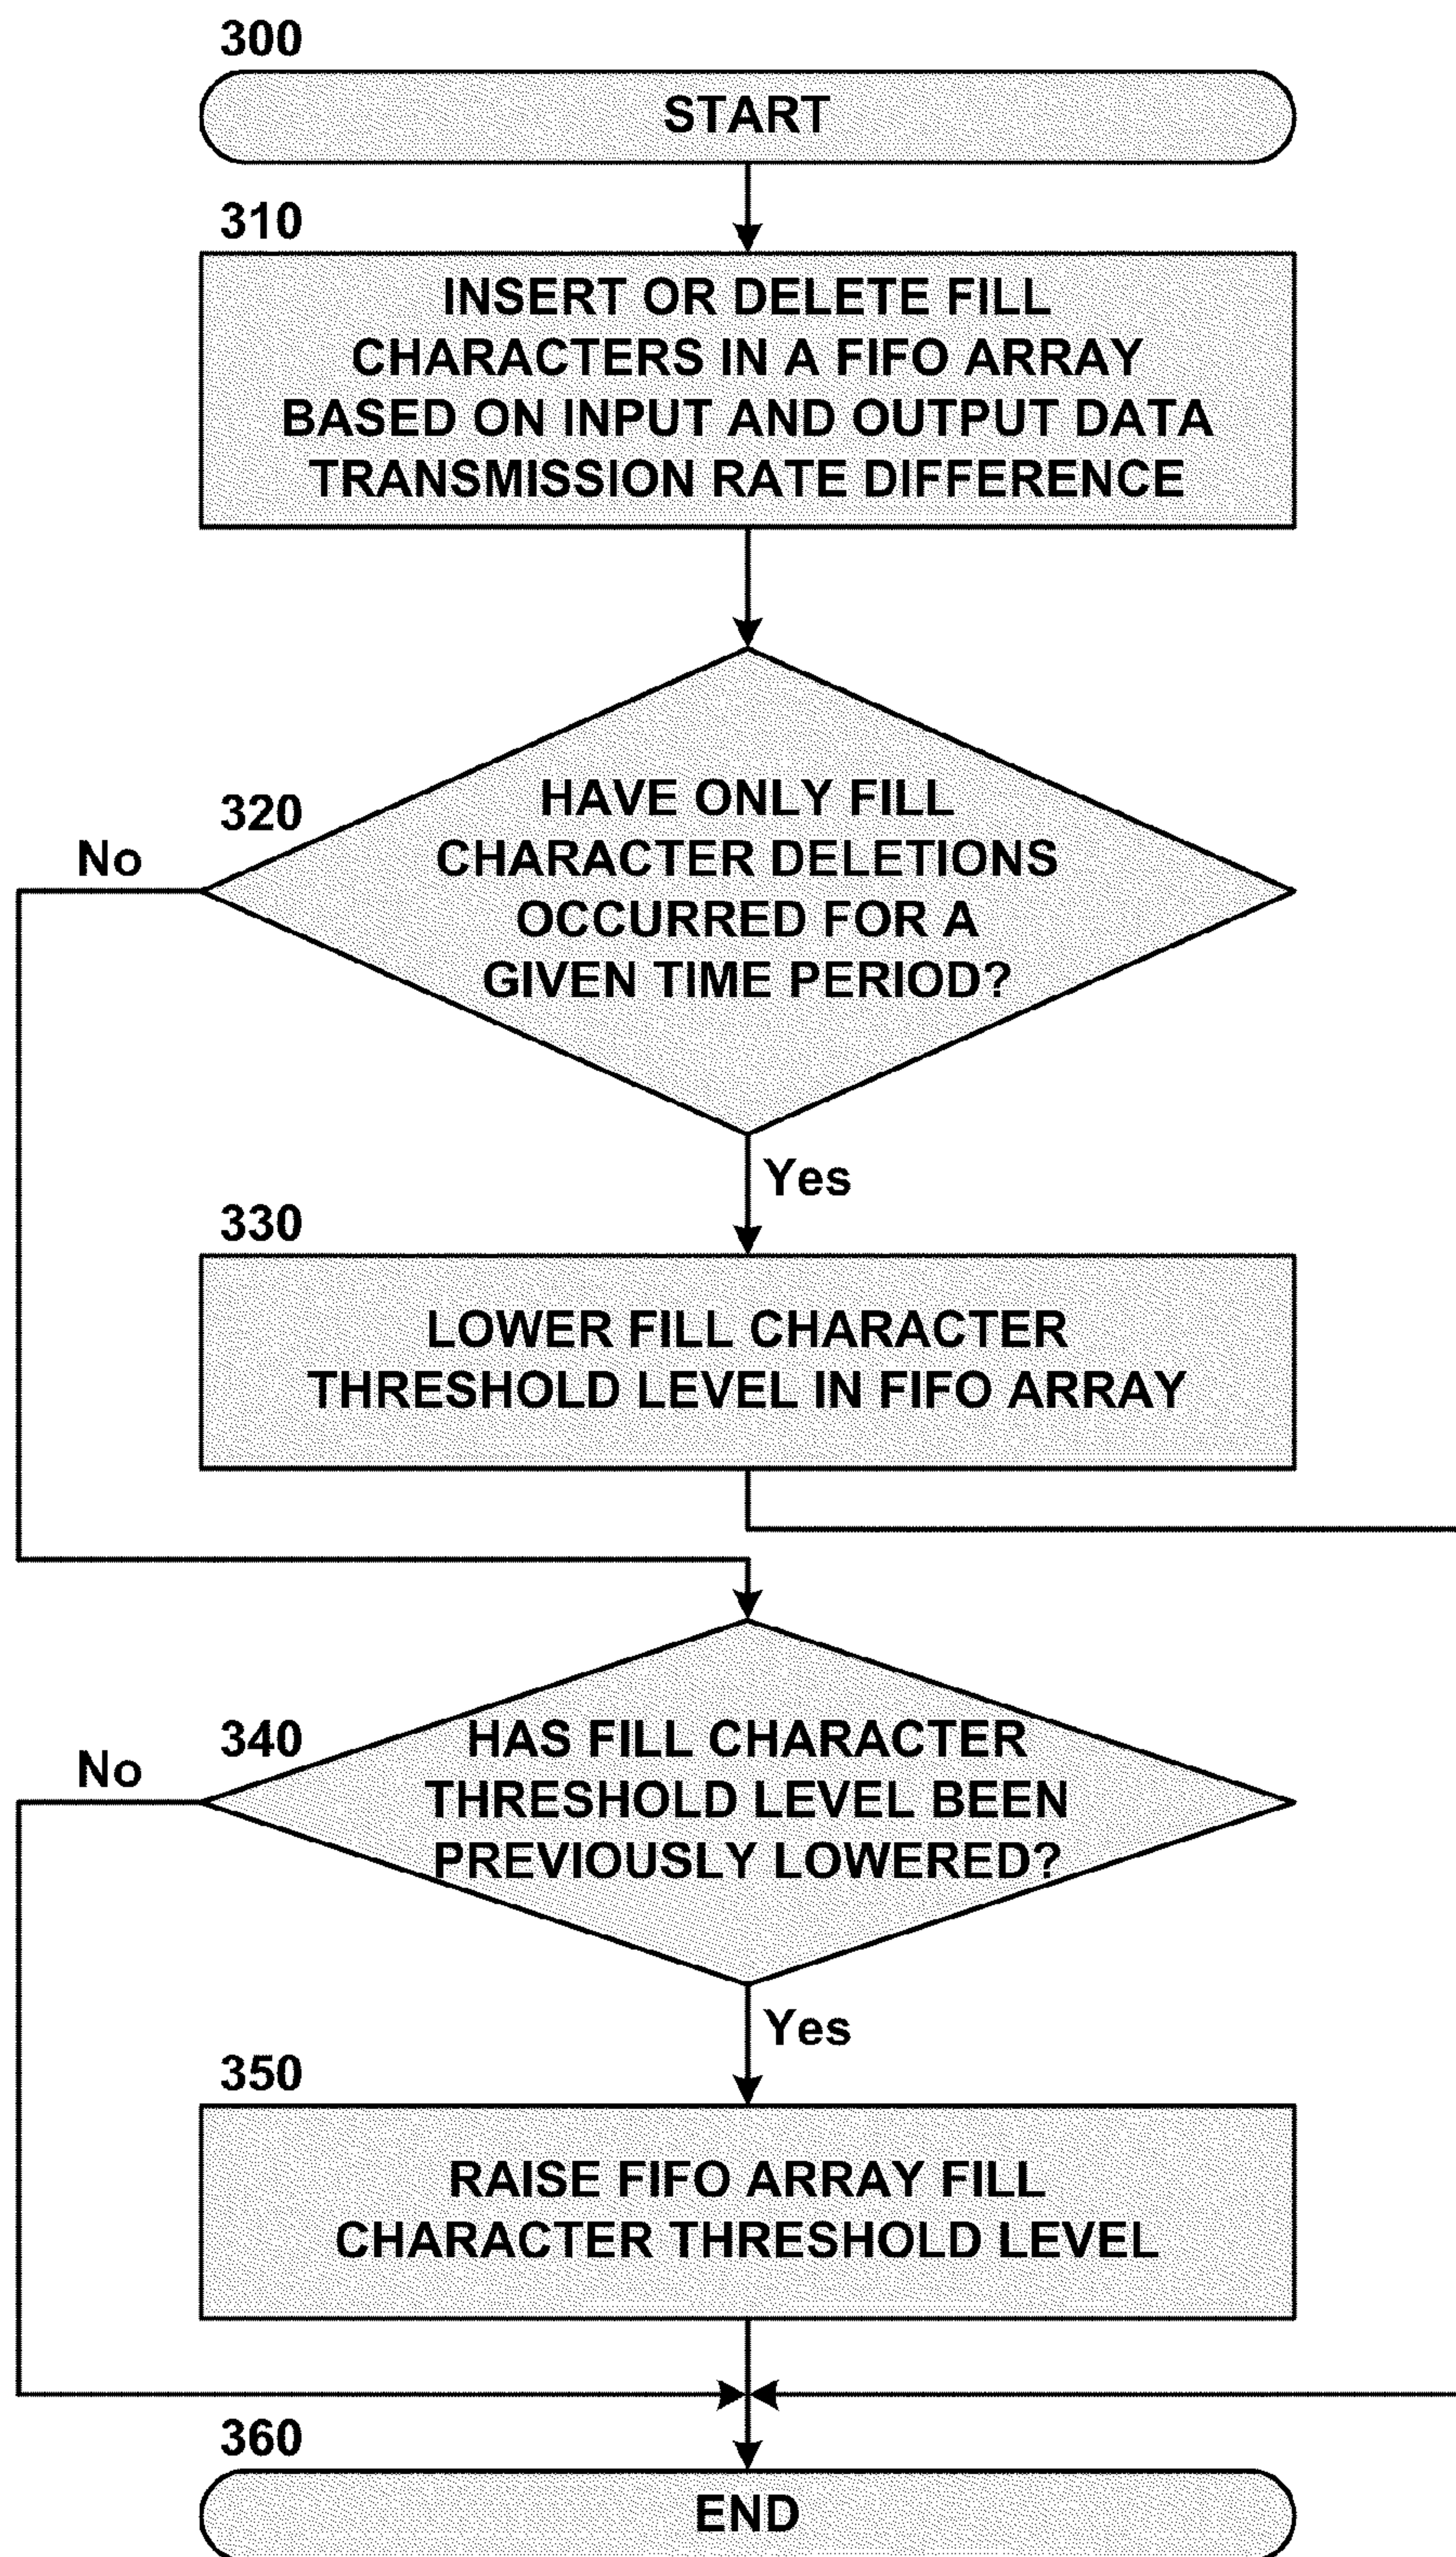 300
START
310
INSERT OR DELETE FILL
CHARACTERS IN A FIFO ARRAY
BASED ON INPUT AND OUTPUT DATA
TRANSMISSION RATE DIFFERENCE
320
No
HAVE ONLY FILL
CHARACTER DELETIONS
OCCURRED FOR A
GIVEN TIME PERIOD?
Yes
330
LOWER FILL CHARACTER
THRESHOLD LEVEL IN FIFO ARRAY
340
No
HAS FILL CHARACTER
THRESHOLD LEVEL BEEN
PREVIOUSLY LOWERED?
Yes
350
RAISE FIFO ARRAY FILL
CHARACTER THRESHOLD LEVEL
360
END